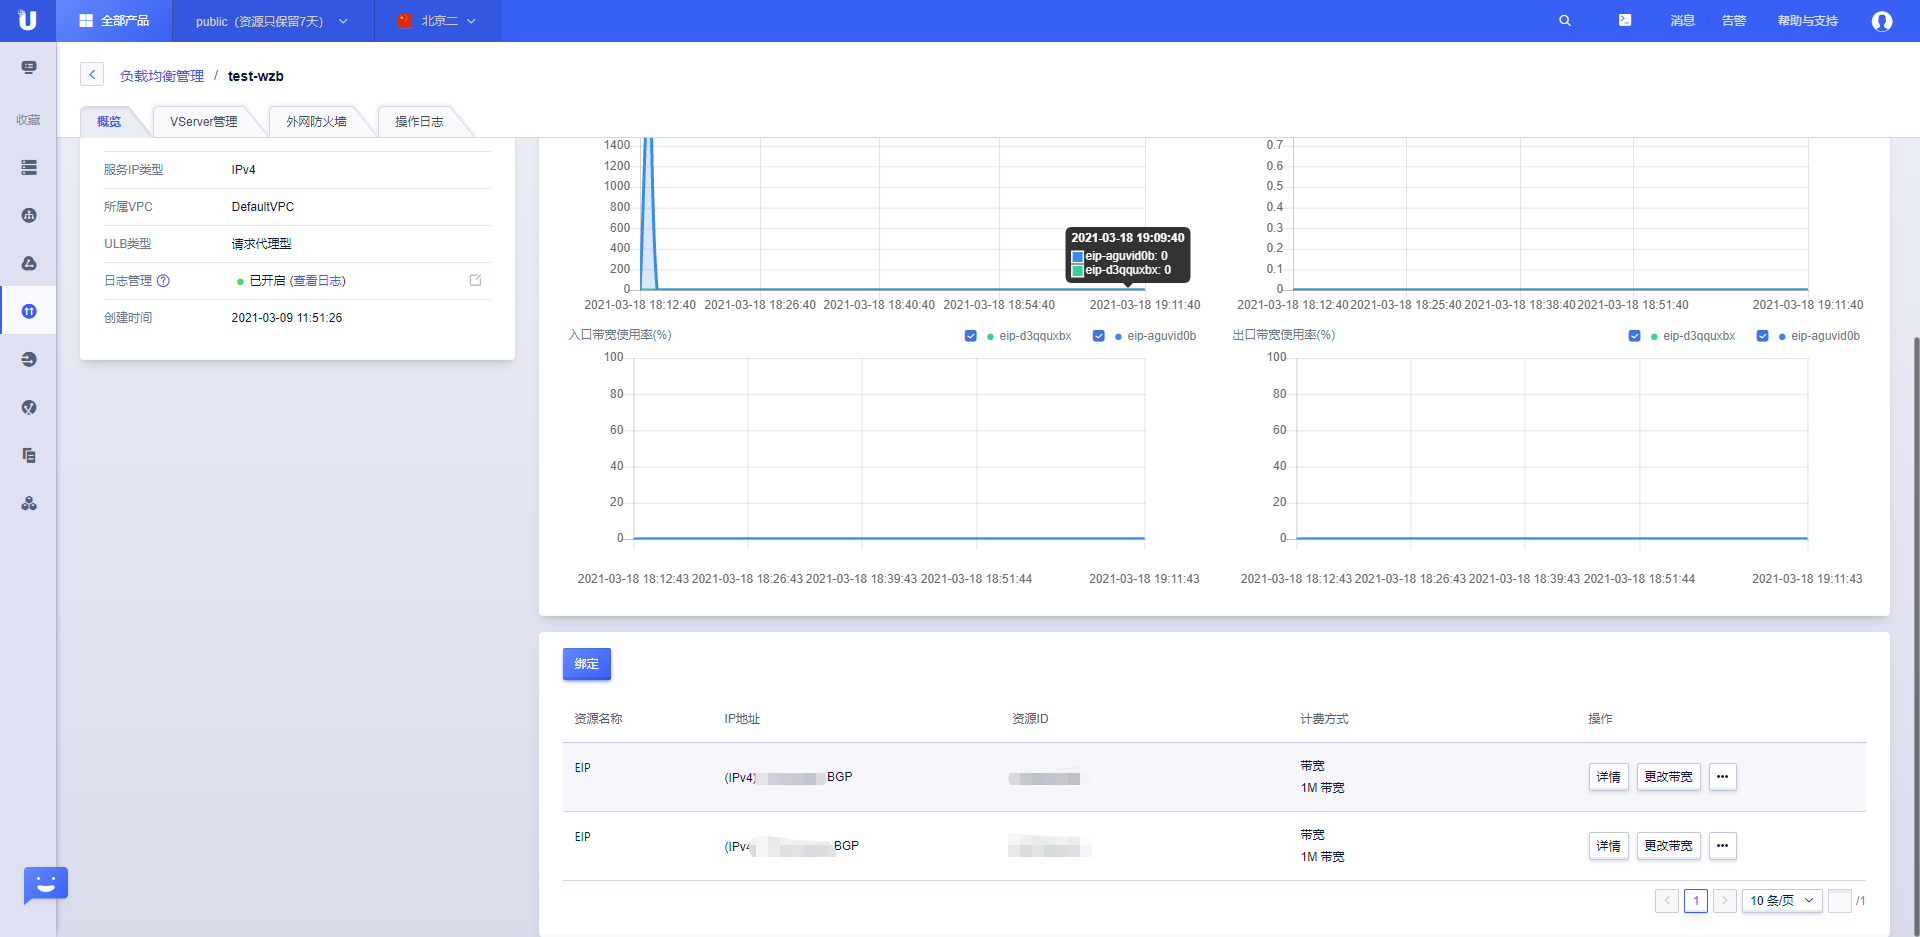 全部产品
public（资源只保留7天）
北京二
消息
告警
帮助与支持
负载均衡管理 / test-wzb
概览
VServer管理
外网防火墙
操作日志
收藏
服务IP类型 IPv4
所属VPC DefaultVPC
ULB类型 请求代理型
日志管理 已开启 (查看日志)
创建时间 2021-03-09 11:51:26
1400
1200
1000
800
600
400
200
0
2021-03-18 18:12:40 2021-03-18 18:26:40 2021-03-18 18:40:40 2021-03-18 18:54:40 2021-03-18 19:11:40
2021-03-18 19:09:40
eip-aguvid0b: 0
eip-d3qquxbx: 0
0.7
0.6
0.5
0.4
0.3
0.2
0.1
0
2021-03-18 18:12:40 2021-03-18 18:25:40 2021-03-18 18:38:40 2021-03-18 18:51:40 2021-03-18 19:11:40
入口带宽使用率(%) eip-d3qquxbx eip-aguvid0b
100
80
60
40
20
0
2021-03-18 18:12:43 2021-03-18 18:26:43 2021-03-18 18:39:43 2021-03-18 18:51:44 2021-03-18 19:11:43
出口带宽使用率(%) eip-d3qquxbx eip-aguvid0b
100
80
60
40
20
0
2021-03-18 18:12:43 2021-03-18 18:26:43 2021-03-18 18:39:43 2021-03-18 18:51:44 2021-03-18 19:11:43
绑定
资源名称 IP地址 资源ID 计费方式 操作
EIP (IPv4) BGP 带宽 详情 更改带宽 •••
1M 带宽
EIP (IPv4 BGP 带宽 详情 更改带宽 •••
1M 带宽
1 10 条/页 /1